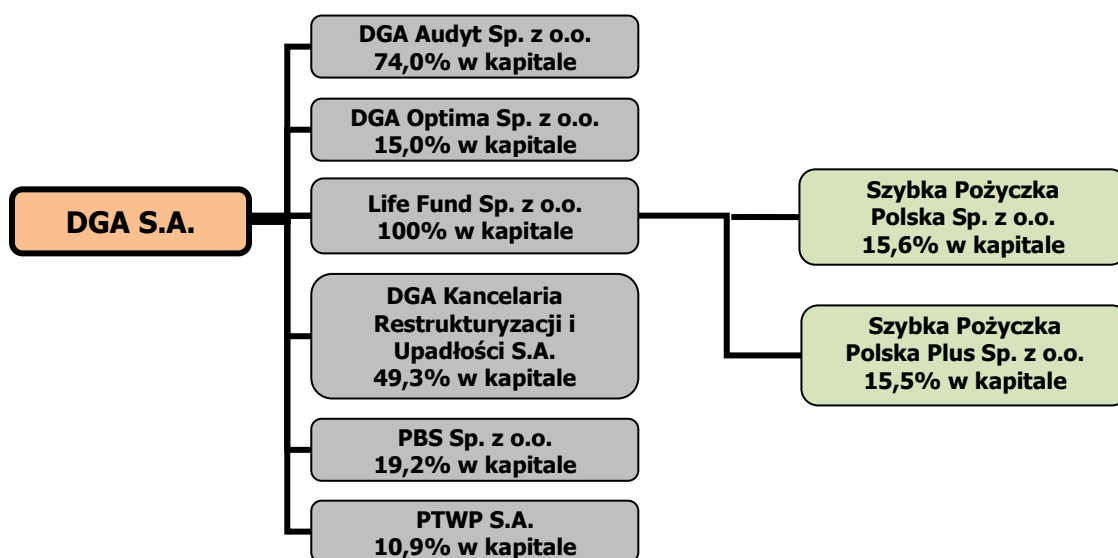 DGA S.A.
DGA Audyt Sp. z o.o.
74,0% w kapitale
DGA Optima Sp. z o.o.
15,0% w kapitale
Life Fund Sp. z o.o.
100% w kapitale
DGA Kancelaria
Restrukturyzacji i
Upadłości S.A.
49,3% w kapitale
PBS Sp. z o.o.
19,2% w kapitale
PTWP S.A.
10,9% w kapitale
Szybka Pożyczka
Polska Sp. z o.o.
15,6% w kapitale
Szybka Pożyczka
Polska Plus Sp. z o.o.
15,5% w kapitale